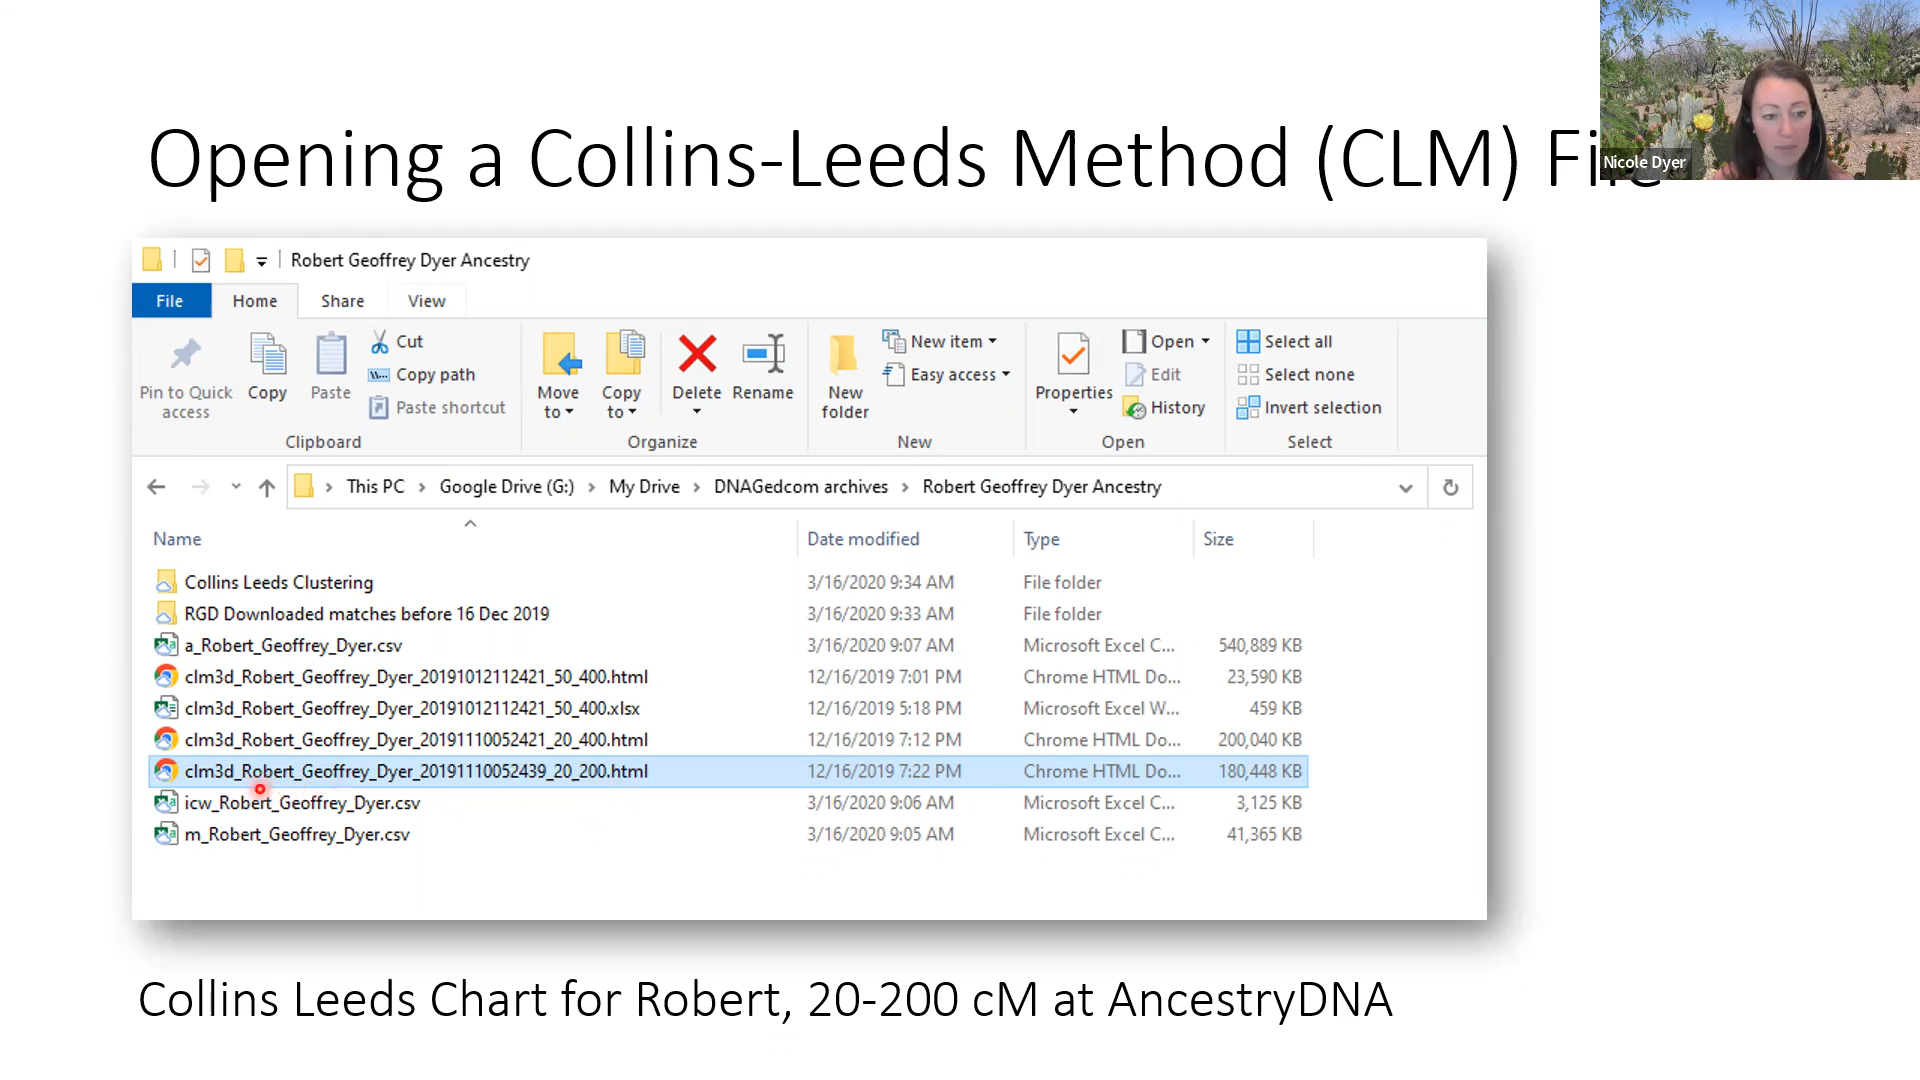 Opening a Collins-Leeds Method (CLM) File
Nicole Dyer
Robert Geoffrey Dyer Ancestry
File Home Share View
Pin to Quick access
Copy
Paste
Cut
Copy path
Paste shortcut
Clipboard
Move to
Copy to
Delete
Rename
Organize
New folder
New item
Easy access
New
Properties
Open
Edit
History
Open
Select all
Select none
Invert selection
Select
This PC > Google Drive (G:) > My Drive > DNAGedcom archives > Robert Geoffrey Dyer Ancestry
Name Date modified Type Size
Collins Leeds Clustering 3/16/2020 9:34 AM File folder
RGD Downloaded matches before 16 Dec 2019 3/16/2020 9:33 AM File folder
a_Robert_Geoffrey_Dyer.csv 3/16/2020 9:07 AM Microsoft Excel C... 540,889 KB
clm3d_Robert_Geoffrey_Dyer_20191012112421_50_400.html 12/16/2019 7:01 PM Chrome HTML Do... 23,590 KB
clm3d_Robert_Geoffrey_Dyer_20191012112421_50_400.xlsx 12/16/2019 5:18 PM Microsoft Excel W... 459 KB
clm3d_Robert_Geoffrey_Dyer_20191110052421_20_400.html 12/16/2019 7:12 PM Chrome HTML Do... 200,040 KB
clm3d_Robert_Geoffrey_Dyer_20191110052439_20_200.html 12/16/2019 7:22 PM Chrome HTML Do... 180,448 KB
icw_Robert_Geoffrey_Dyer.csv 3/16/2020 9:06 AM Microsoft Excel C... 3,125 KB
m_Robert_Geoffrey_Dyer.csv 3/16/2020 9:05 AM Microsoft Excel C... 41,365 KB
Collins Leeds Chart for Robert, 20-200 cM at AncestryDNA